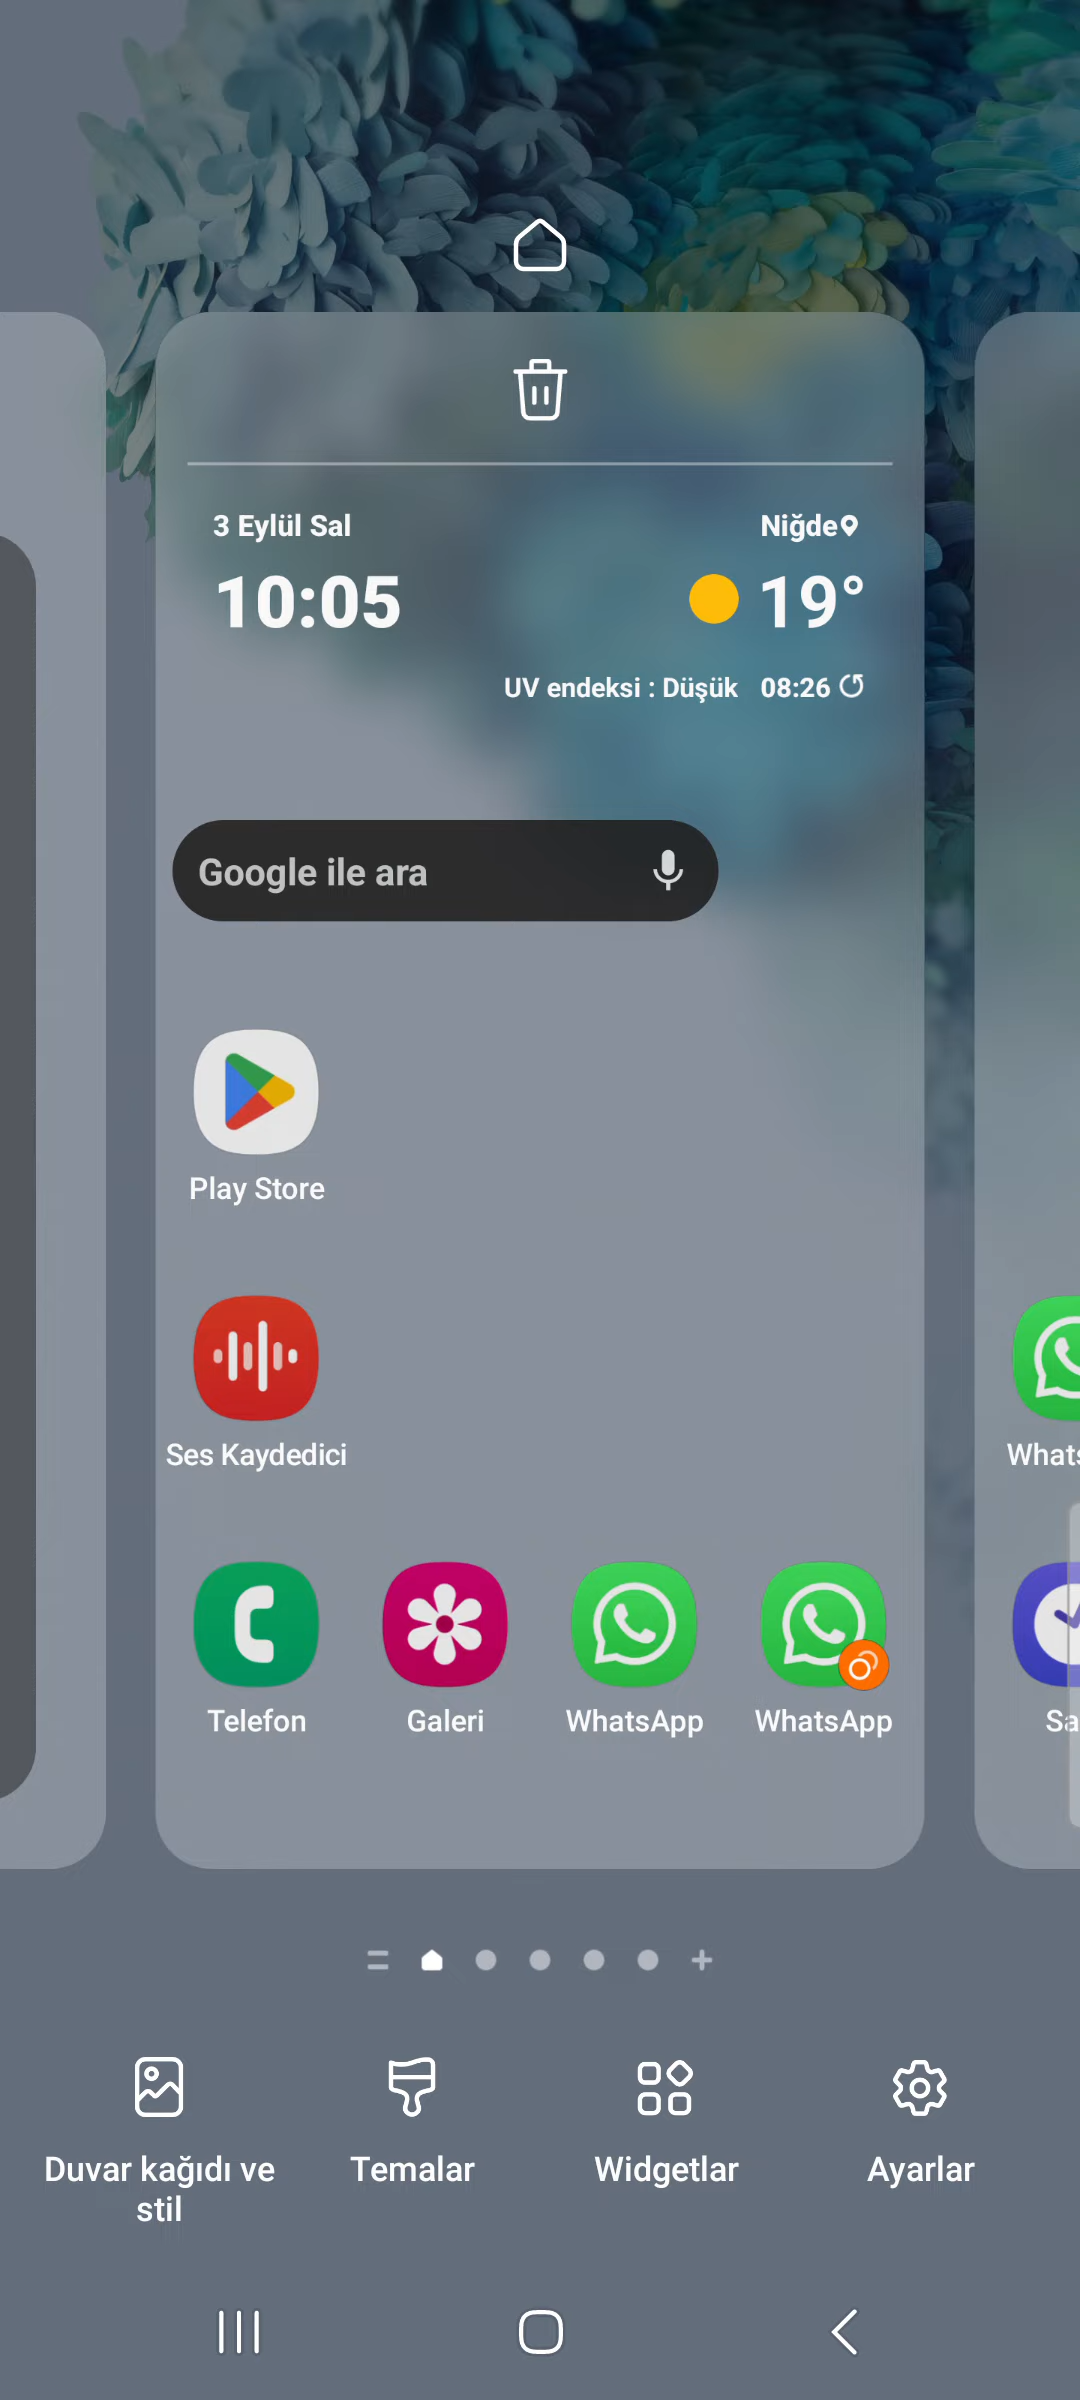 3 Eylül Sal
Niğde
10:05
19°
UV endeksi : Düşük 08:26
Google ile ara
Play Store
Ses Kaydedici
Telefon
Galeri
WhatsApp
WhatsApp
Duvar kağıdı ve stil
Temalar
Widgetlar
Ayarlar